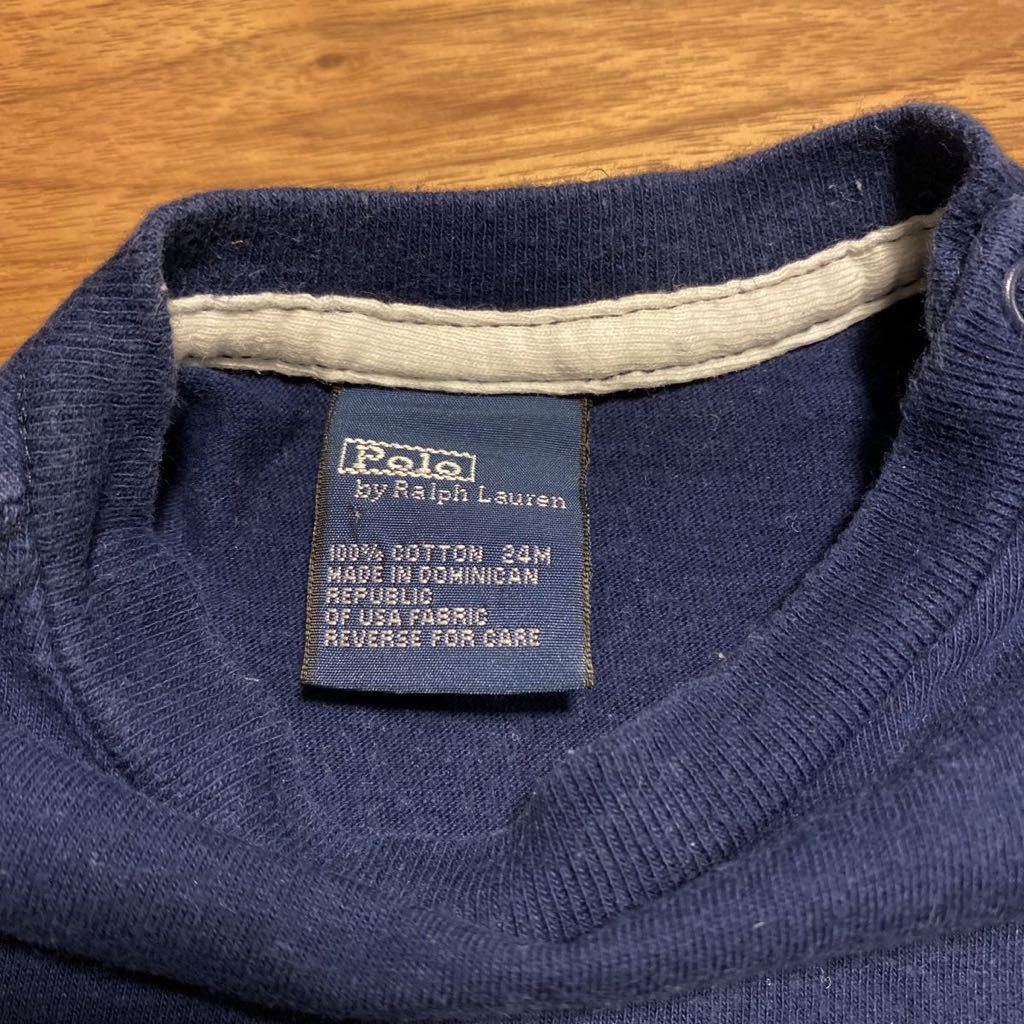 Polo
by Ralph Lauren
100% COTTON 24M
MADE IN DOMINICAN
REPUBLIC
OF USA FABRIC
REVERSE FOR CARE